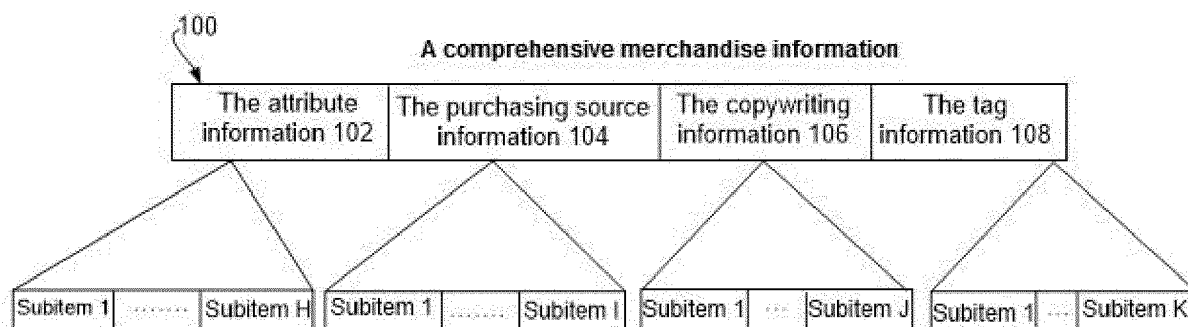 100
A comprehensive merchandise information
The attribute information 102
The purchasing source information 104
The copywriting information 106
The tag information 108
Subitem 1 ........ Subitem H
Subitem 1 ........ Subitem I
Subitem 1 ... Subitem J
Subitem 1 ... Subitem K